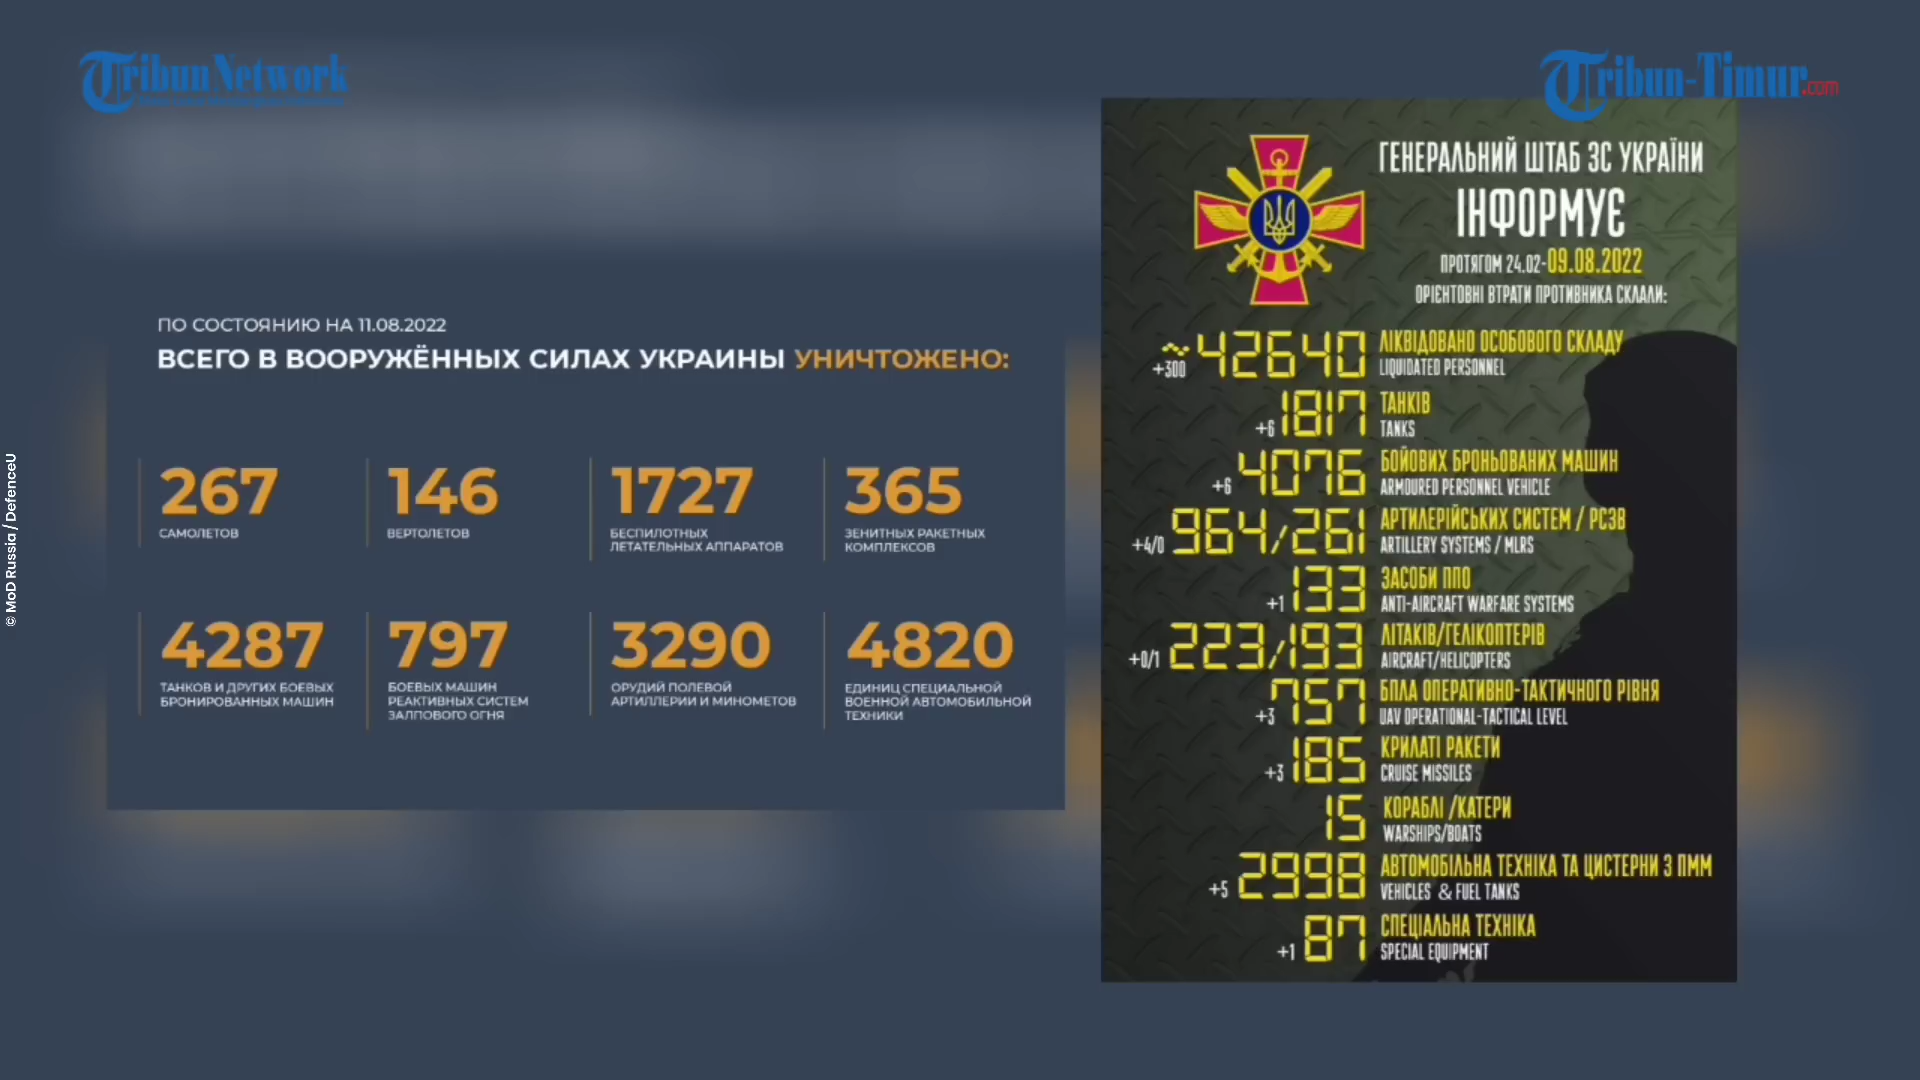 Tribun Network
Tribun-Timur.com
© MoD Russia / DefenceU
ПО СОСТОЯНИЮ НА 11.08.2022
ВСЕГО В ВООРУЖЁННЫХ СИЛАХ УКРАИНЫ УНИЧТОЖЕНО:
267
САМОЛЕТОВ
146
ВЕРТОЛЕТОВ
1727
БЕСПИЛОТНЫХ
ЛЕТАТЕЛЬНЫХ АППАРАТОВ
365
ЗЕНИТНЫХ РАКЕТНЫХ
КОМПЛЕКСОВ
4287
ТАНКОВ И ДРУГИХ БОЕВЫХ
БРОНИРОВАННЫХ МАШИН
797
БОЕВЫХ МАШИН
РЕАКТИВНЫХ СИСТЕМ
ЗАЛПОВОГО ОГНЯ
3290
ОРУДИЙ ПОЛЕВОЙ
АРТИЛЛЕРИИ И МИНОМЕТОВ
4820
ЕДИНИЦ СПЕЦИАЛЬНОЙ
ВОЕННОЙ АВТОМОБИЛЬНОЙ
ТЕХНИКИ
ГЕНЕРАЛЬНИЙ ШТАБ ЗС УКРАЇНИ
ІНФОРМУЄ
ПРОТЯГОМ 24.02-09.08.2022
ОРІЄНТОВНІ ВТРАТИ ПРОТИВНИКА СКЛАЛИ:
+300 ~42640 ЛІКВІДОВАНО ОСОБОВОГО СКЛАДУ
LIQUIDATED PERSONNEL
+6 1817 ТАНКІВ
TANKS
+6 4076 БОЙОВИХ БРОНЬОВАНИХ МАШИН
ARMOURED PERSONNEL VEHICLE
+4/0 964/261 АРТИЛЕРІЙСЬКИХ СИСТЕМ / РСЗВ
ARTILLERY SYSTEMS / MLRS
+1 133 ЗАСОБИ ППО
ANTI-AIRCRAFT WARFARE SYSTEMS
+0/1 223/193 ЛІТАКІВ/ГЕЛІКОПТЕРІВ
AIRCRAFT/HELICOPTERS
+3 757 БПЛА ОПЕРАТИВНО-ТАКТИЧНОГО РІВНЯ
UAV OPERATIONAL-TACTICAL LEVEL
+3 185 КРИЛАТІ РАКЕТИ
CRUISE MISSILES
15 КОРАБЛІ /КАТЕРИ
WARSHIPS/BOATS
+5 2998 АВТОМОБІЛЬНА ТЕХНІКА ТА ЦИСТЕРНИ З ПММ
VEHICLES & FUEL TANKS
+1 87 СПЕЦІАЛЬНА ТЕХНІКА
SPECIAL EQUIPMENT